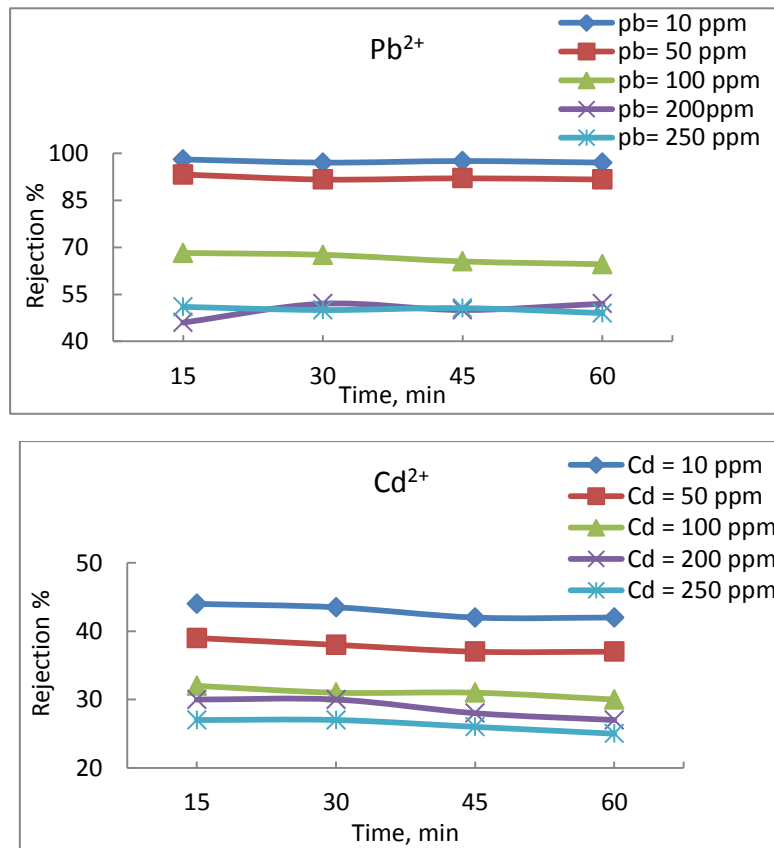 Pb²⁺
pb= 10 ppm
pb= 50 ppm
pb= 100 ppm
pb= 200ppm
pb= 250 ppm
Rejection %
100
85
70
55
40
15 30 45 60
Time, min
Cd²⁺
Cd = 10 ppm
Cd = 50 ppm
Cd = 100 ppm
Cd = 200 ppm
Cd = 250 ppm
Rejection %
50
40
30
20
15 30 45 60
Time, min